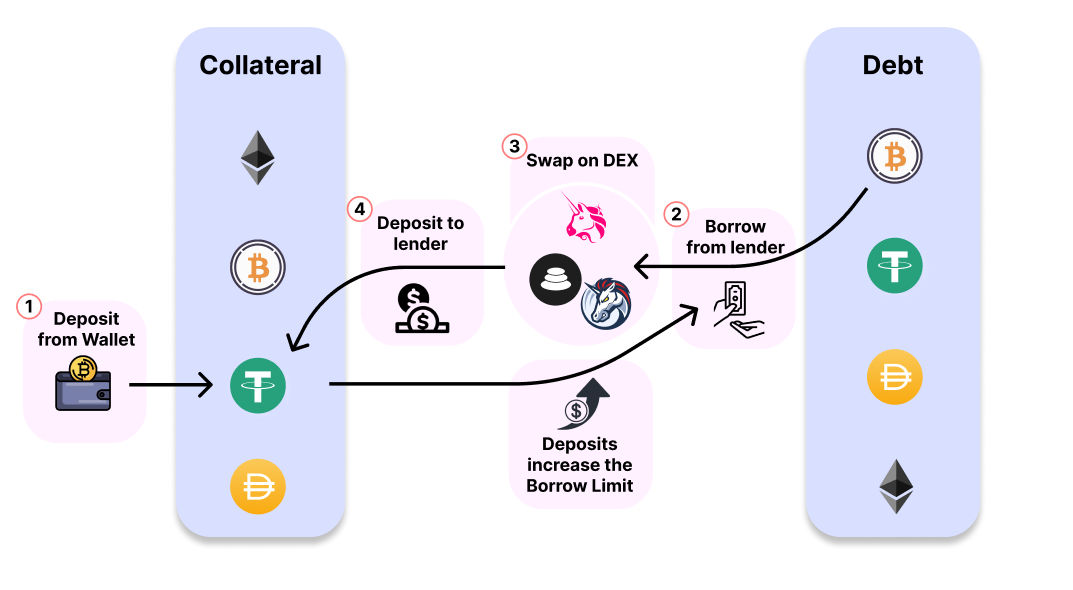 Collateral
Debt
1
Deposit
from Wallet
2
Borrow
from lender
3
Swap on DEX
4
Deposit to
lender
Deposits
increase the
Borrow Limit